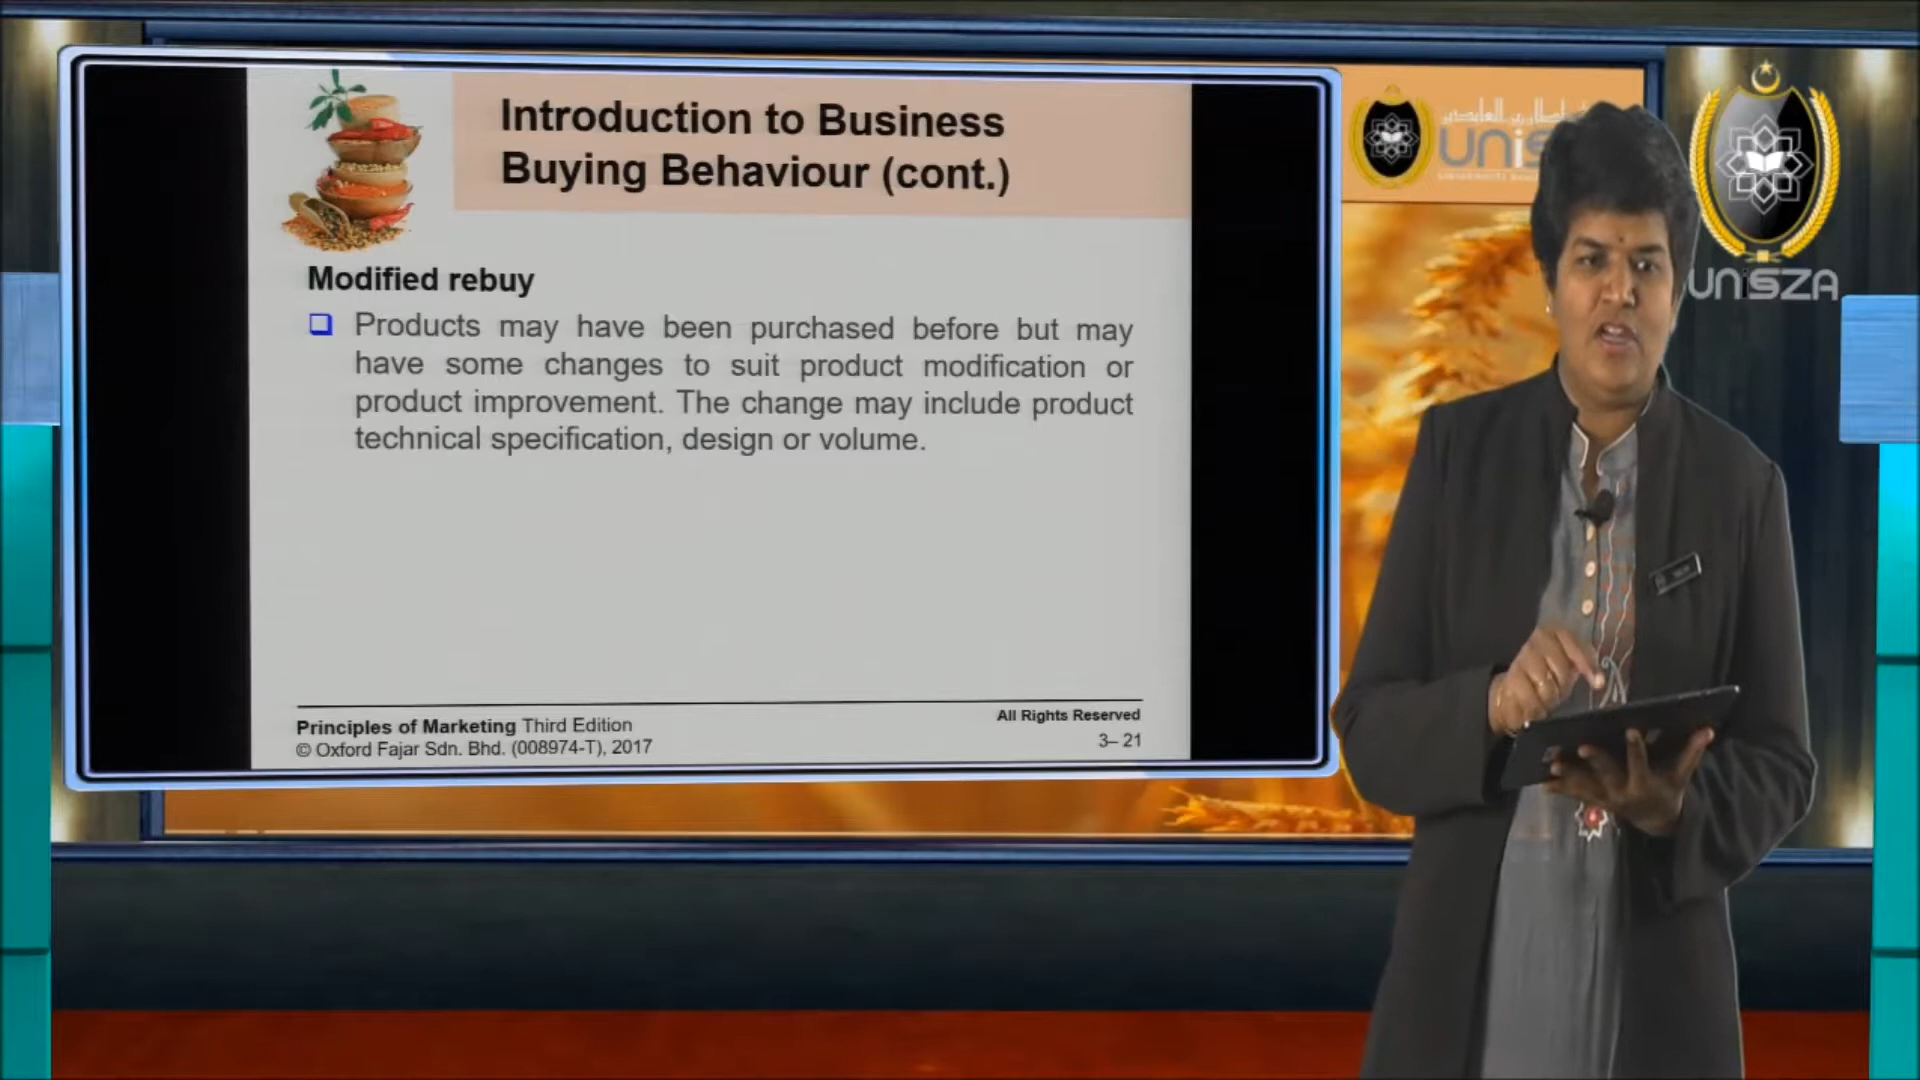 Introduction to Business
Buying Behaviour (cont.)
Modified rebuy
Products may have been purchased before but may
have some changes to suit product modification or
product improvement. The change may include product
technical specification, design or volume.
Principles of Marketing Third Edition
© Oxford Fajar Sdn. Bhd. (008974-T), 2017
All Rights Reserved
3– 21
UniS
UniSZA